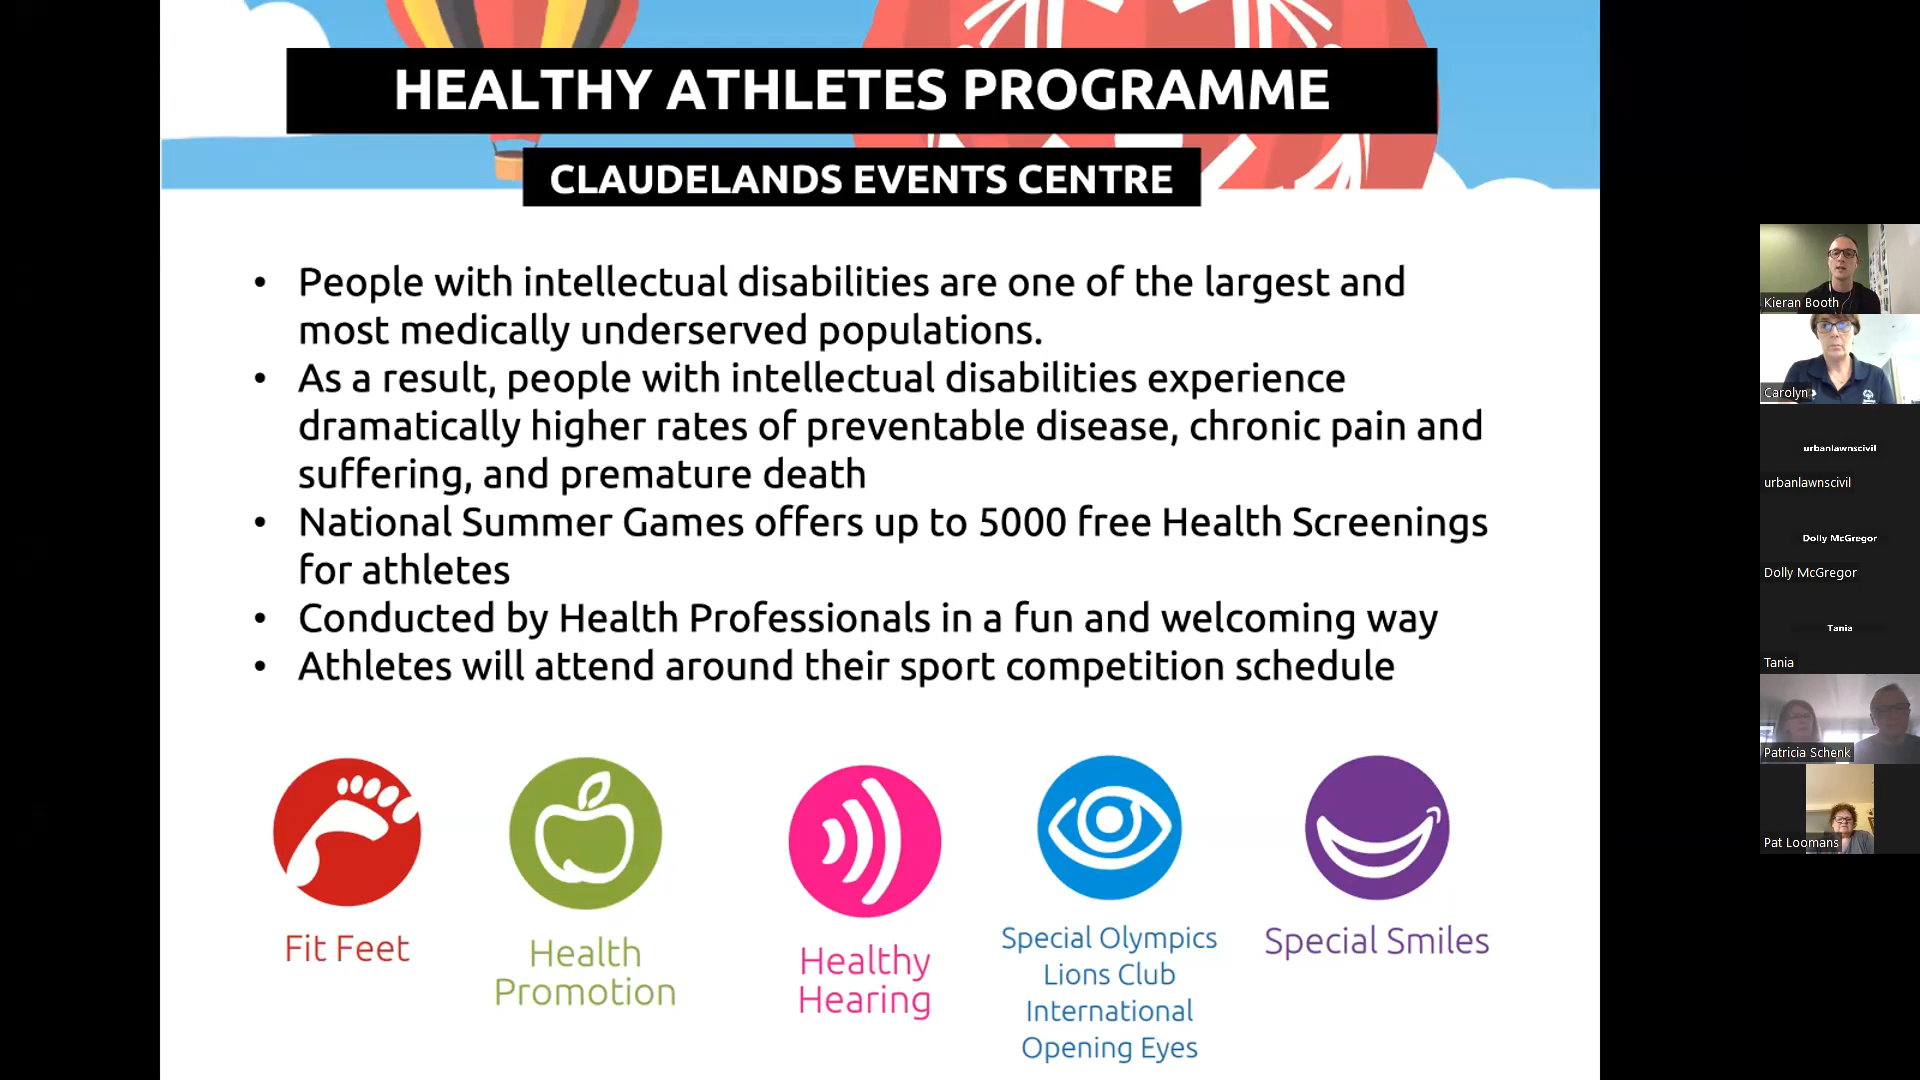 HEALTHY ATHLETES PROGRAMME
CLAUDELANDS EVENTS CENTRE
• People with intellectual disabilities are one of the largest and
most medically underserved populations.
• As a result, people with intellectual disabilities experience
dramatically higher rates of preventable disease, chronic pain and
suffering, and premature death
• National Summer Games offers up to 5000 free Health Screenings
for athletes
• Conducted by Health Professionals in a fun and welcoming way
• Athletes will attend around their sport competition schedule
Fit Feet
Health
Promotion
Healthy
Hearing
Special Olympics
Lions Club
International
Opening Eyes
Special Smiles
Kieran Booth
Carolyn
urbanlawnscivil
urbanlawnscivil
Dolly McGregor
Dolly McGregor
Tania
Tania
Patricia Schenk
Pat Loomans